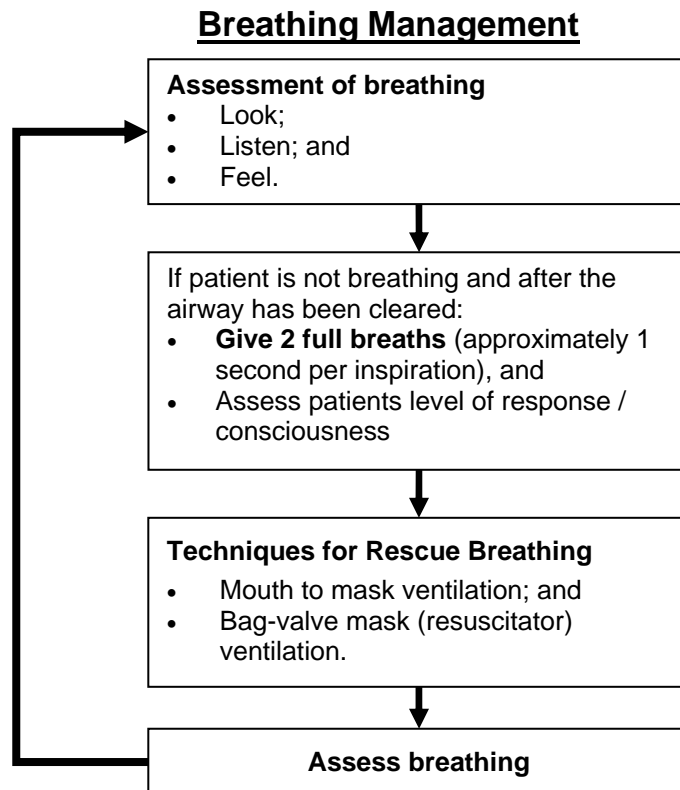 Breathing Management
Assessment of breathing
• Look;
• Listen; and
• Feel.
If patient is not breathing and after the
airway has been cleared:
• Give 2 full breaths (approximately 1
second per inspiration), and
• Assess patients level of response /
consciousness
Techniques for Rescue Breathing
• Mouth to mask ventilation; and
• Bag-valve mask (resuscitator)
ventilation.
Assess breathing